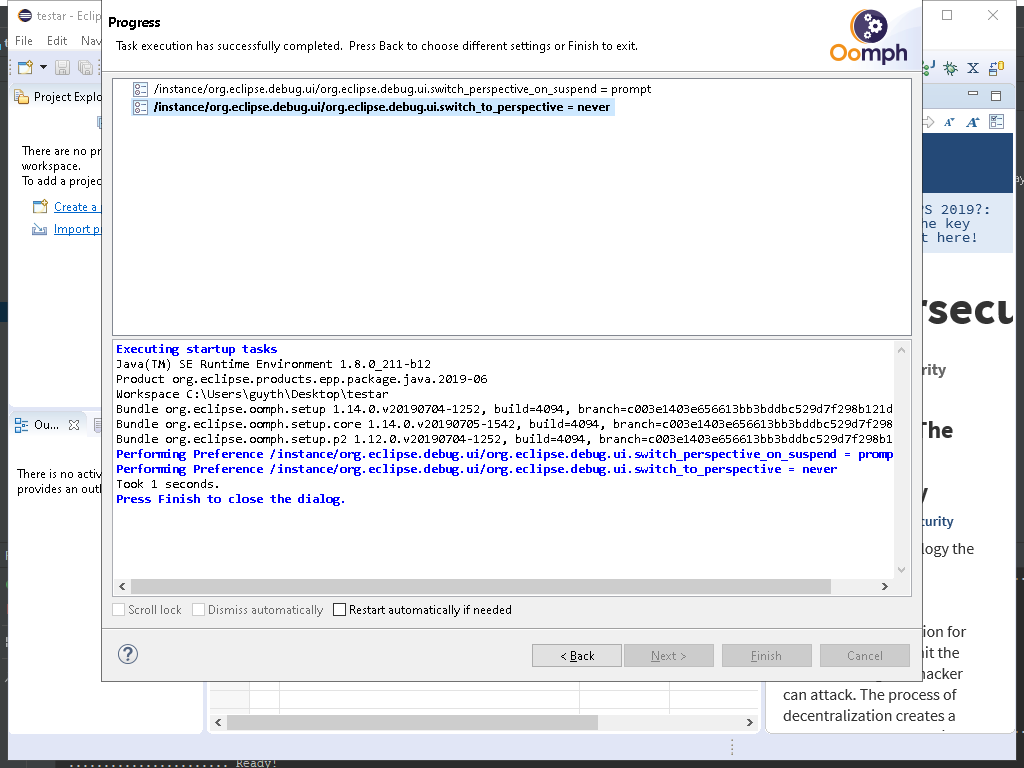 testar - Eclip
Progress
File Edit Nav
Task execution has successfully completed. Press Back to choose different settings or Finish to exit.
Oomph
Project Explo
/instance/org.eclipse.debug.ui/org.eclipse.debug.ui.switch_perspective_on_suspend = prompt
/instance/org.eclipse.debug.ui/org.eclipse.debug.ui.switch_to_perspective = never
There are no pr
workspace.
To add a projec
Create a
Import p
PS 2019?:
he key
t here!
rsecu
rity
The
y
curity
logy the
Executing startup tasks
Java(TM) SE Runtime Environment 1.8.0_211-b12
Product org.eclipse.products.epp.package.java.2019-06
Workspace C:\Users\guyth\Desktop\testar
Bundle org.eclipse.oomph.setup 1.14.0.v20190704-1252, build=4094, branch=c003e1403e656613bb3bddbc529d7f298b121d
Bundle org.eclipse.oomph.setup.core 1.14.0.v20190705-1542, build=4094, branch=c003e1403e656613bb3bddbc529d7f298
Bundle org.eclipse.oomph.setup.p2 1.12.0.v20190704-1252, build=4094, branch=c003e1403e656613bb3bddbc529d7f298b1
Performing Preference /instance/org.eclipse.debug.ui/org.eclipse.debug.ui.switch_perspective_on_suspend = promp
Performing Preference /instance/org.eclipse.debug.ui/org.eclipse.debug.ui.switch_to_perspective = never
Took 1 seconds.
Press Finish to close the dialog.
Ou...
There is no activ
provides an outl
Scroll lock Dismiss automatically Restart automatically if needed
< Back Next > Finish Cancel
ion for
nit the
hacker
can attack. The process of
decentralization creates a
Ready!